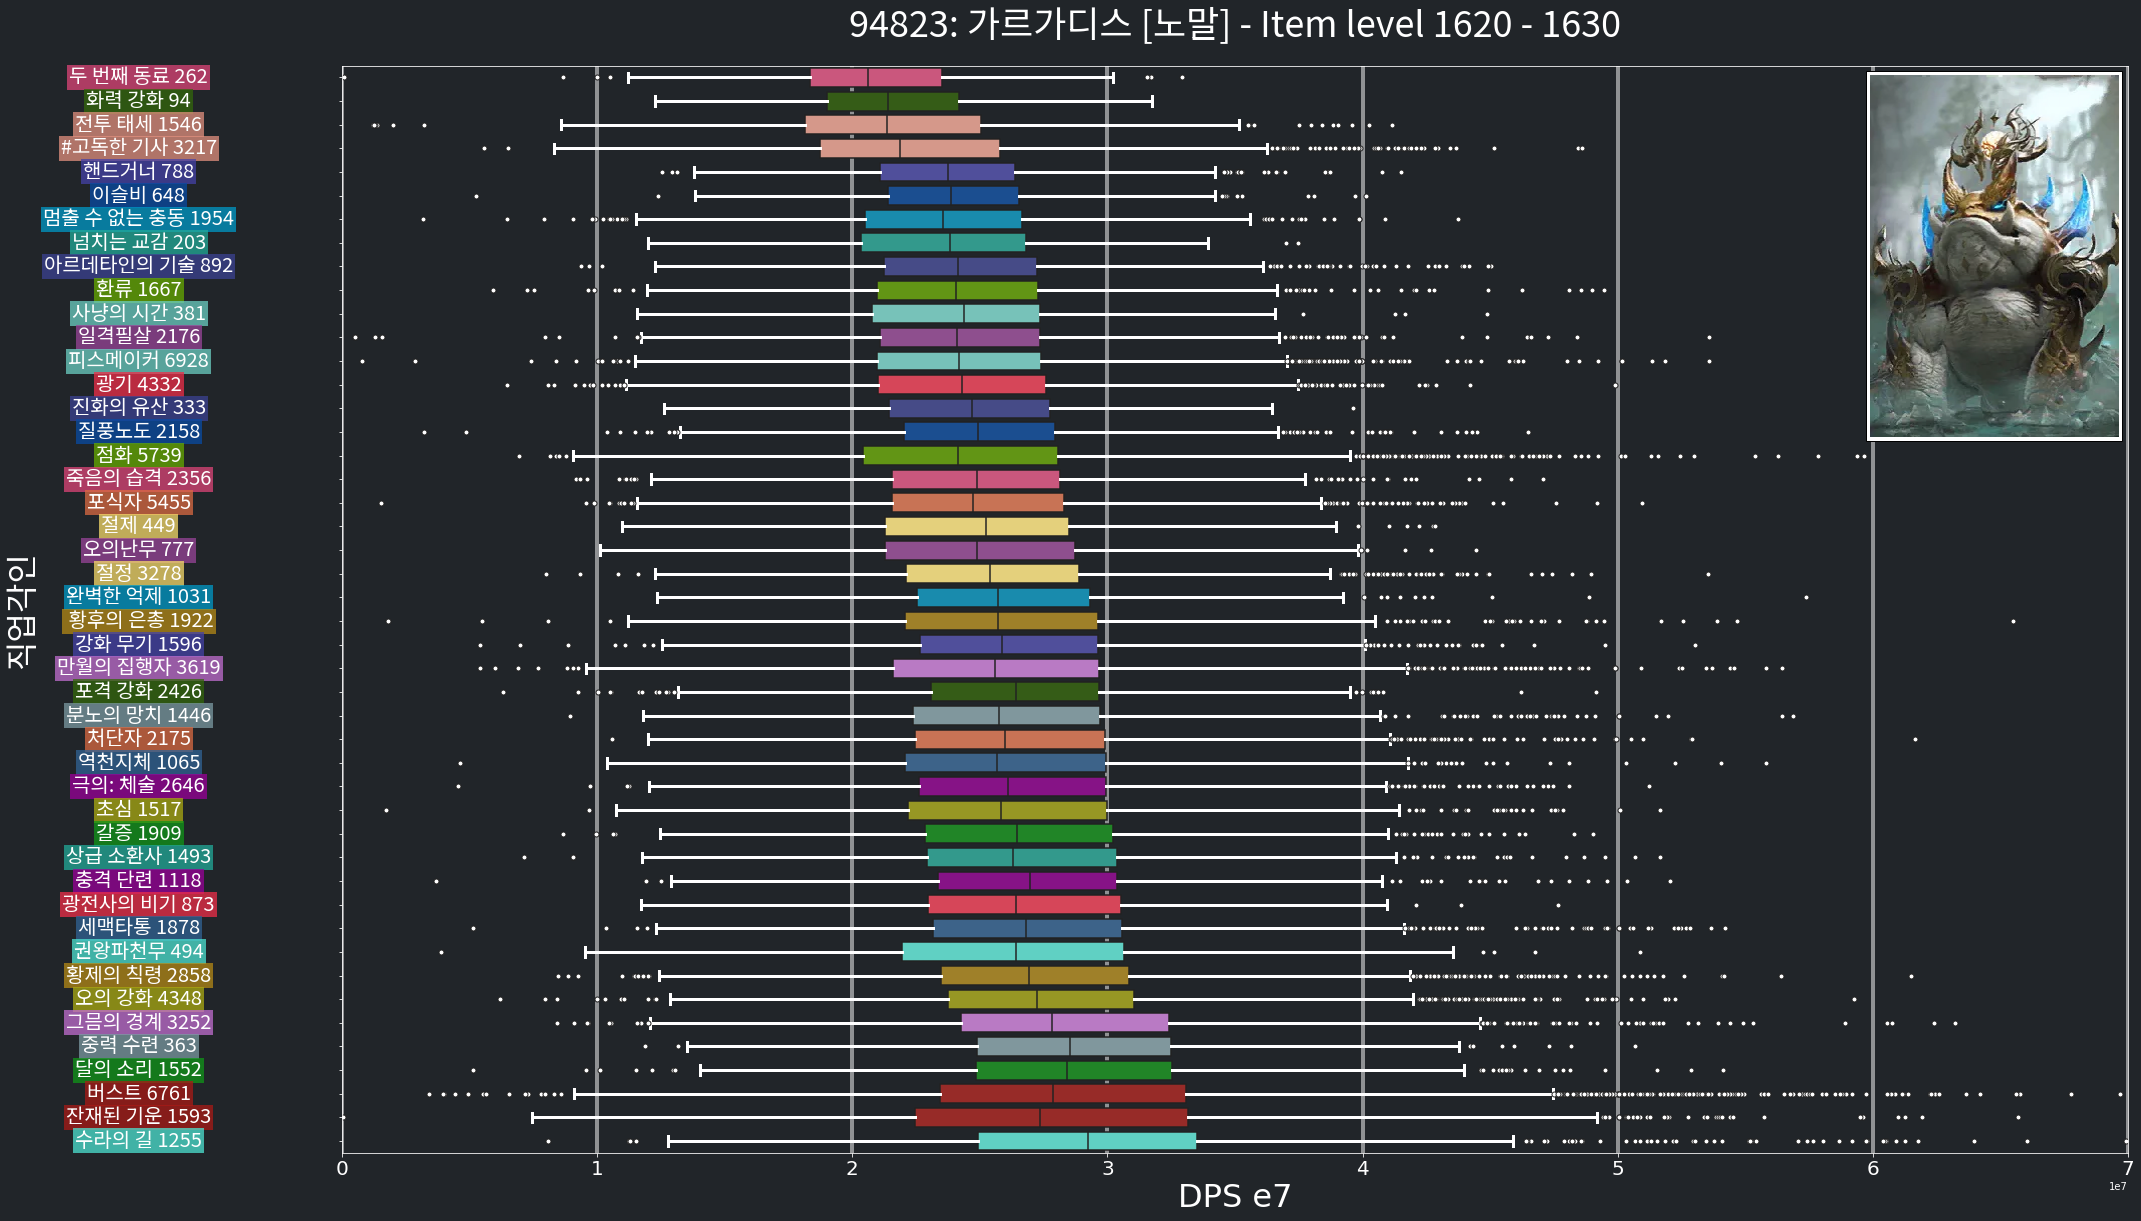 94823: 가르가디스 [노말] - Item level 1620 - 1630
두 번째 동료 262
화력 강화 94
전투 태세 1546
#고독한 기사 3217
핸드거너 788
이슬비 648
멈출 수 없는 충동 1954
넘치는 교감 203
아르데타인의 기술 892
환류 1667
사냥의 시간 381
일격필살 2176
피스메이커 6928
광기 4332
진화의 유산 333
질풍노도 2158
점화 5739
죽음의 습격 2356
포식자 5455
절제 449
오의난무 777
절정 3278
완벽한 억제 1031
황후의 은총 1922
강화 무기 1596
만월의 집행자 3619
포격 강화 2426
분노의 망치 1446
처단자 2175
역천지체 1065
극의: 체술 2646
초심 1517
갈증 1909
상급 소환사 1493
충격 단련 1118
광전사의 비기 873
세맥타통 1878
권왕파천무 494
황제의 칙령 2858
오의 강화 4348
그믐의 경계 3252
중력 수련 363
달의 소리 1552
버스트 6761
잔재된 기운 1593
수라의 길 1255
직업각인
0 1 2 3 4 5 6 7
DPS e7
1e7